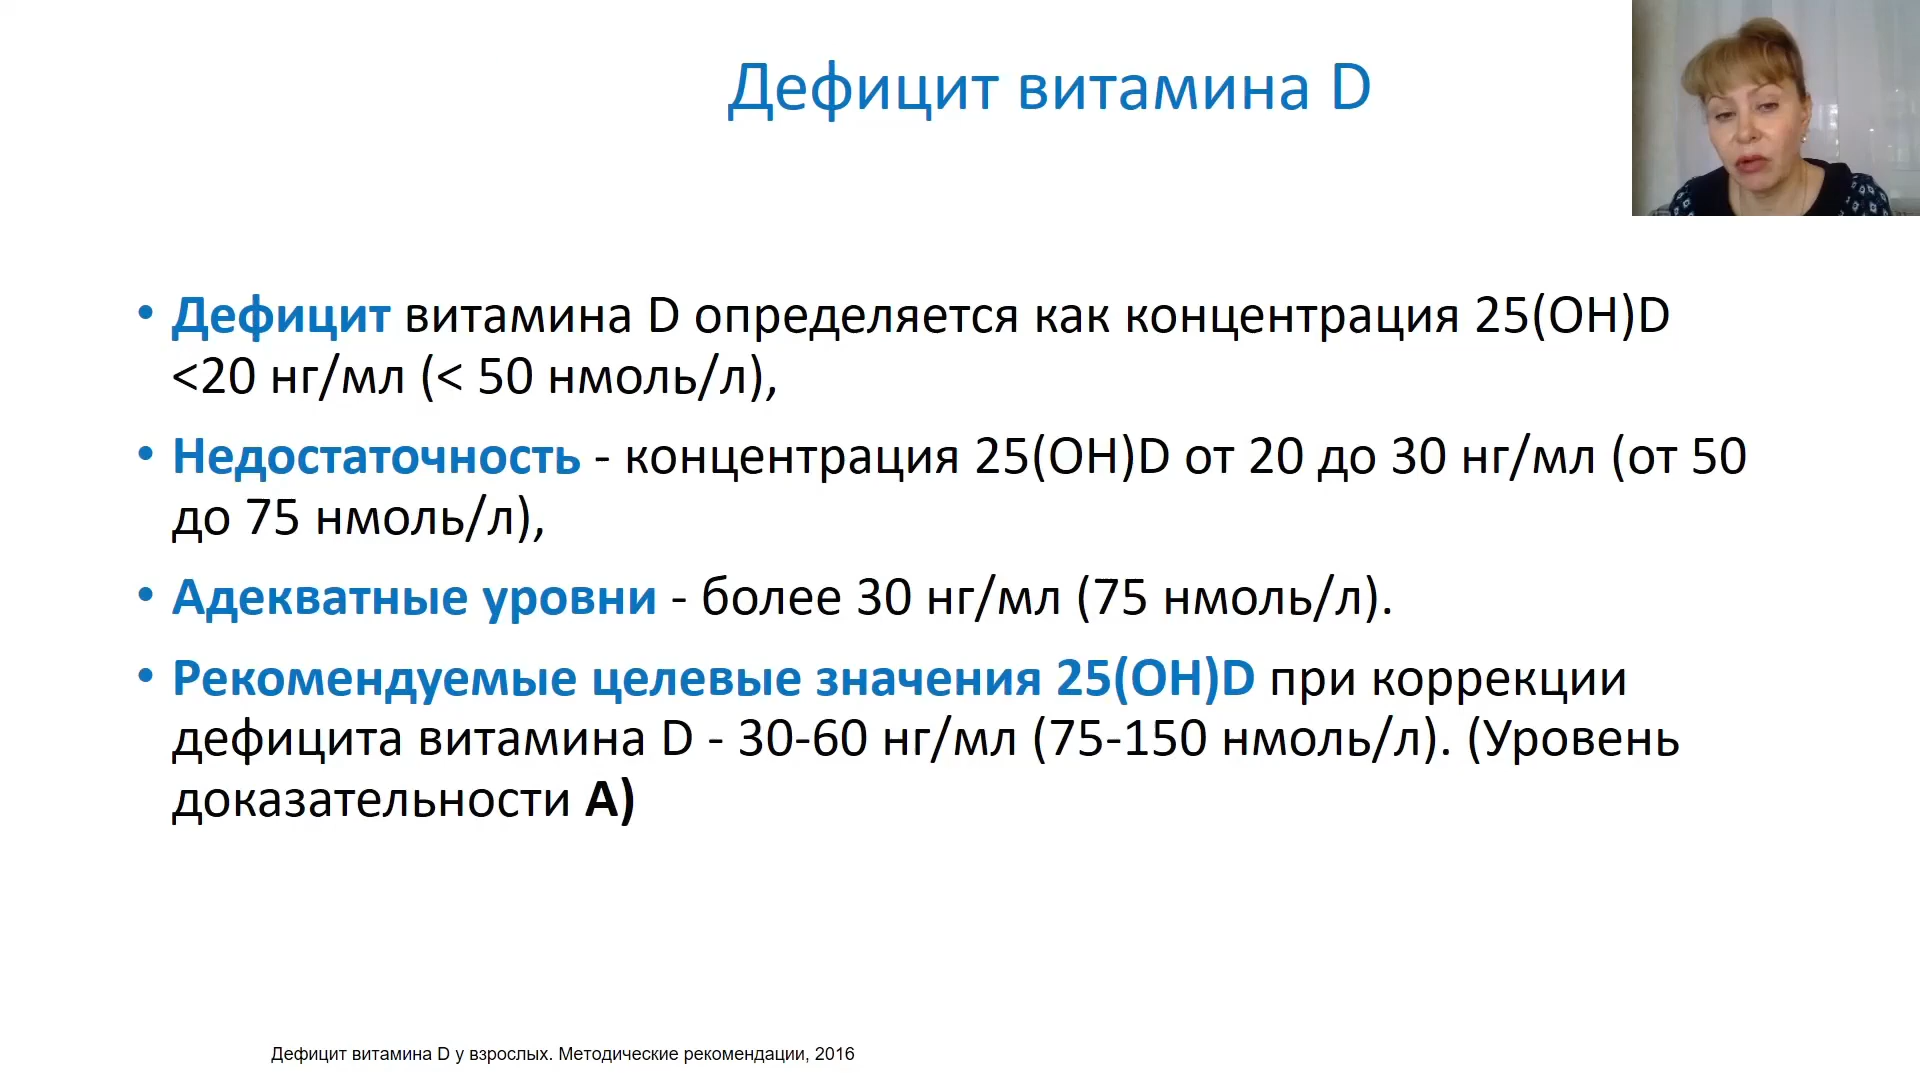 Дефицит витамина D
• Дефицит витамина D определяется как концентрация 25(OH)D
<20 нг/мл (< 50 нмоль/л),
• Недостаточность - концентрация 25(OH)D от 20 до 30 нг/мл (от 50
до 75 нмоль/л),
• Адекватные уровни - более 30 нг/мл (75 нмоль/л).
• Рекомендуемые целевые значения 25(OH)D при коррекции
дефицита витамина D - 30-60 нг/мл (75-150 нмоль/л). (Уровень
доказательности А)
Дефицит витамина D у взрослых. Методические рекомендации, 2016